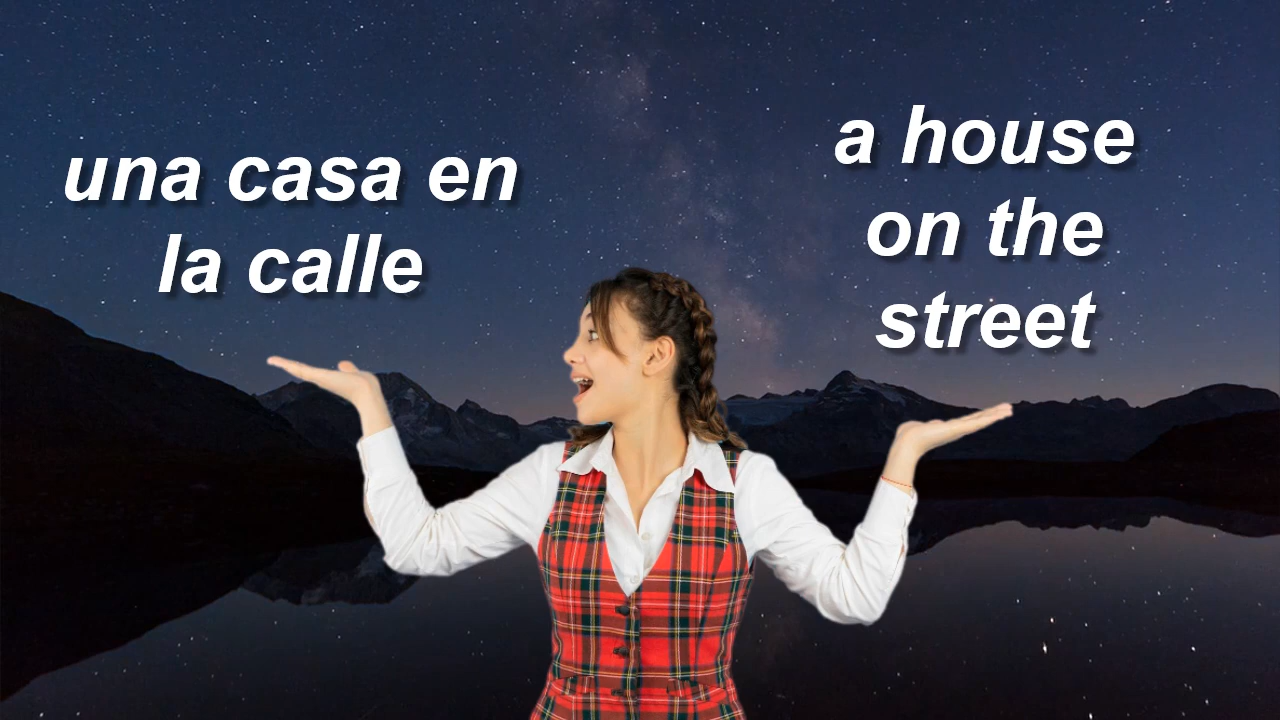 una casa en
la calle
a house
on the
street